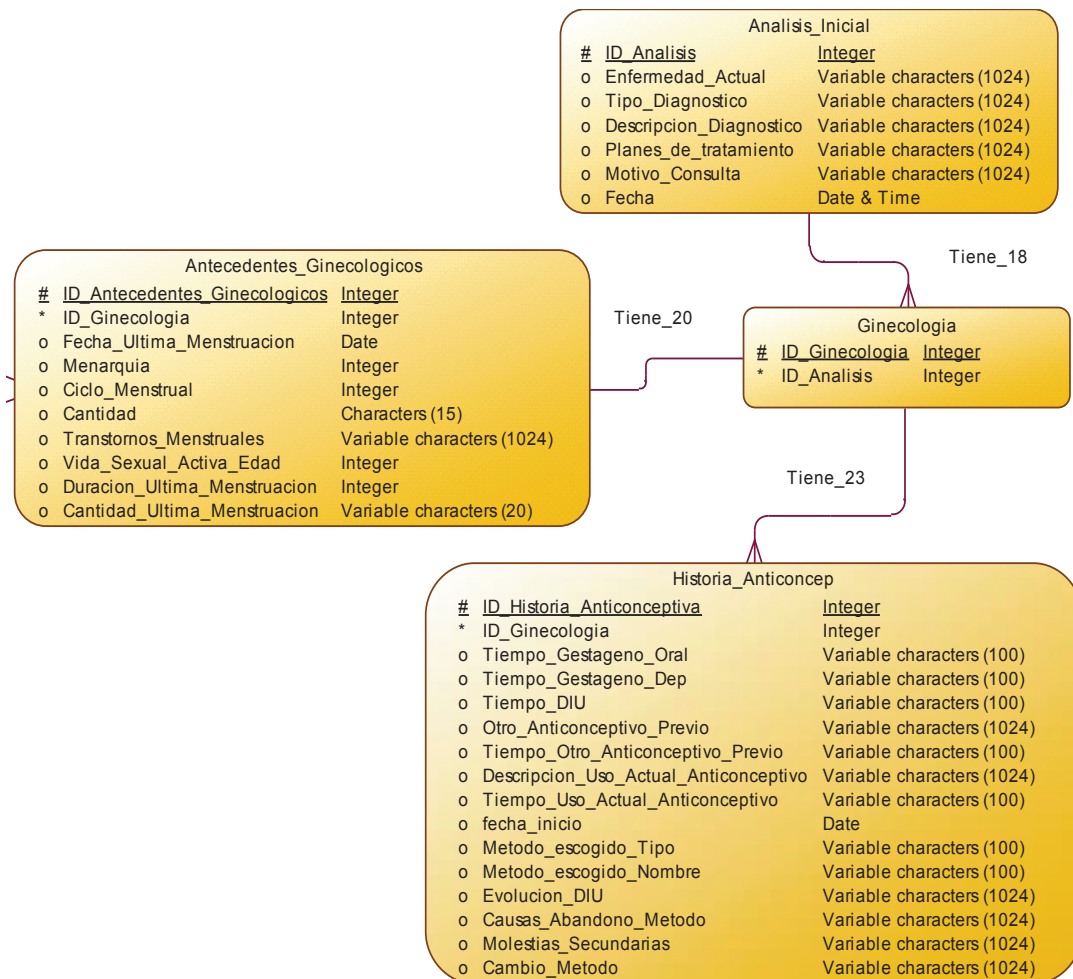 Analisis_Inicial
# ID_Analisis Integer
o Enfermedad_Actual Variable characters (1024)
o Tipo_Diagnostico Variable characters (1024)
o Descripcion_Diagnostico Variable characters (1024)
o Planes_de_tratamiento Variable characters (1024)
o Motivo_Consulta Variable characters (1024)
o Fecha Date & Time
Tiene_18
Antecedentes_Ginecologicos
# ID_Antecedentes_Ginecologicos Integer
* ID_Ginecologia Integer
o Fecha_Ultima_Menstruacion Date
o Menarquia Integer
o Ciclo_Menstrual Integer
o Cantidad Characters (15)
o Transtornos_Menstruales Variable characters (1024)
o Vida_Sexual_Activa_Edad Integer
o Duracion_Ultima_Menstruacion Integer
o Cantidad_Ultima_Menstruacion Variable characters (20)
Tiene_20
Ginecologia
# ID_Ginecologia Integer
* ID_Analisis Integer
Tiene_23
Historia_Anticoncep
# ID_Historia_Anticonceptiva Integer
* ID_Ginecologia Integer
o Tiempo_Gestageno_Oral Variable characters (100)
o Tiempo_Gestageno_Dep Variable characters (100)
o Tiempo_DIU Variable characters (100)
o Otro_Anticonceptivo_Previo Variable characters (1024)
o Tiempo_Otro_Anticonceptivo_Previo Variable characters (100)
o Descripcion_Uso_Actual_Anticonceptivo Variable characters (1024)
o Tiempo_Uso_Actual_Anticonceptivo Variable characters (100)
o fecha_inicio Date
o Metodo_escogido_Tipo Variable characters (100)
o Metodo_escogido_Nombre Variable characters (100)
o Evolucion_DIU Variable characters (1024)
o Causas_Abandono_Metodo Variable characters (1024)
o Molestias_Secundarias Variable characters (1024)
o Cambio_Metodo Variable characters (1024)